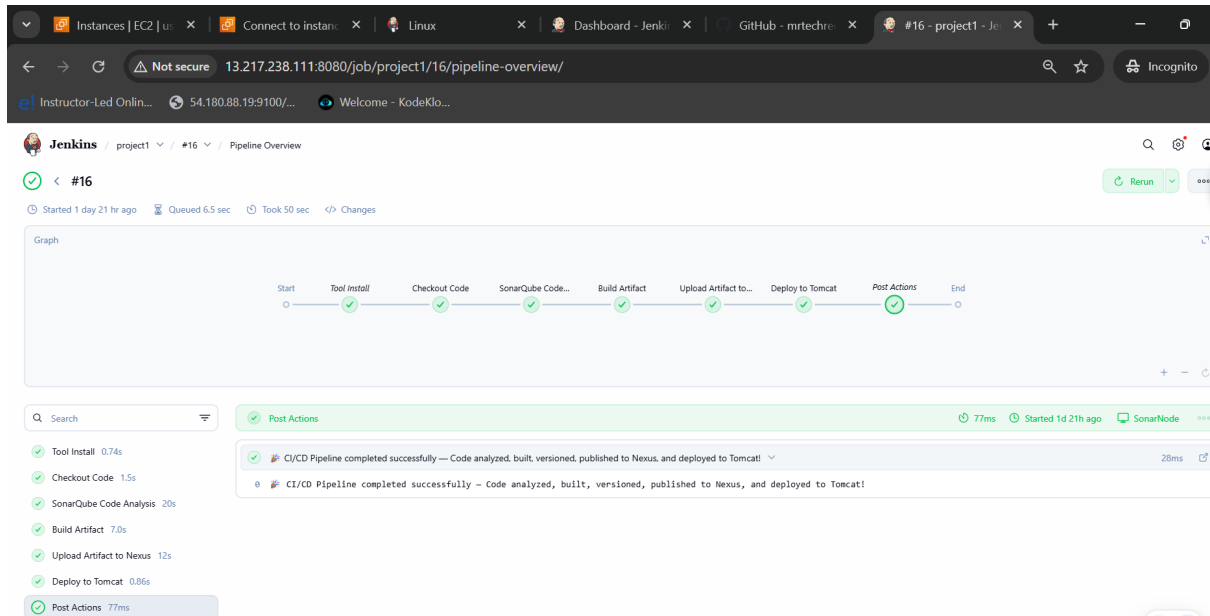 Instances | EC2 | us
Connect to instanc
Linux
Dashboard - Jenki
GitHub - mrtechre
#16 - project1 - Je
Not secure 13.217.238.111:8080/job/project1/16/pipeline-overview/
Incognito
Instructor-Led Onlin... 54.180.88.19:9100/... Welcome - KodeKlo...
Jenkins / project1 / #16 / Pipeline Overview
#16
Rerun
Started 1 day 21 hr ago Queued 6.5 sec Took 50 sec </> Changes
Graph
Start Tool Install Checkout Code SonarQube Code... Build Artifact Upload Artifact to... Deploy to Tomcat Post Actions End
Search
Post Actions 77ms Started 1d 21h ago SonarNode
Tool Install 0.74s
🎉 CI/CD Pipeline completed successfully — Code analyzed, built, versioned, published to Nexus, and deployed to Tomcat! 28ms
Checkout Code 1.5s
0 🎉 CI/CD Pipeline completed successfully — Code analyzed, built, versioned, published to Nexus, and deployed to Tomcat!
SonarQube Code Analysis 20s
Build Artifact 7.0s
Upload Artifact to Nexus 12s
Deploy to Tomcat 0.86s
Post Actions 77ms